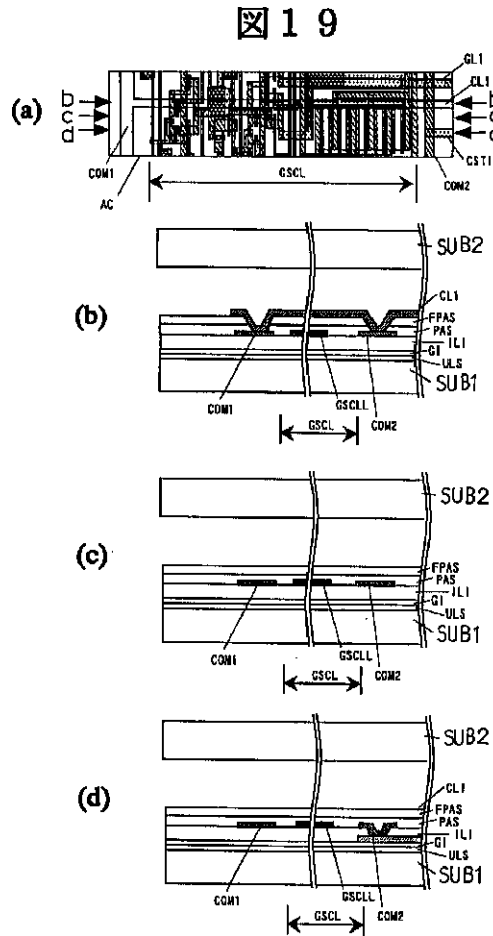 図19
(a)
GL1
CL1
b
c
d
COM1
AC
GSCL
COM2
CSTI
(b)
SUB2
CL1
FPAS
PAS
IL1
GI
ULS
SUB1
COM1
GSCLL
COM2
GSCL
(c)
SUB2
FPAS
PAS
IL1
GI
ULS
SUB1
COM1
GSCLL
COM2
GSCL
(d)
SUB2
CL1
FPAS
PAS
IL1
GI
ULS
SUB1
COM1
GSCLL
COM2
GSCL